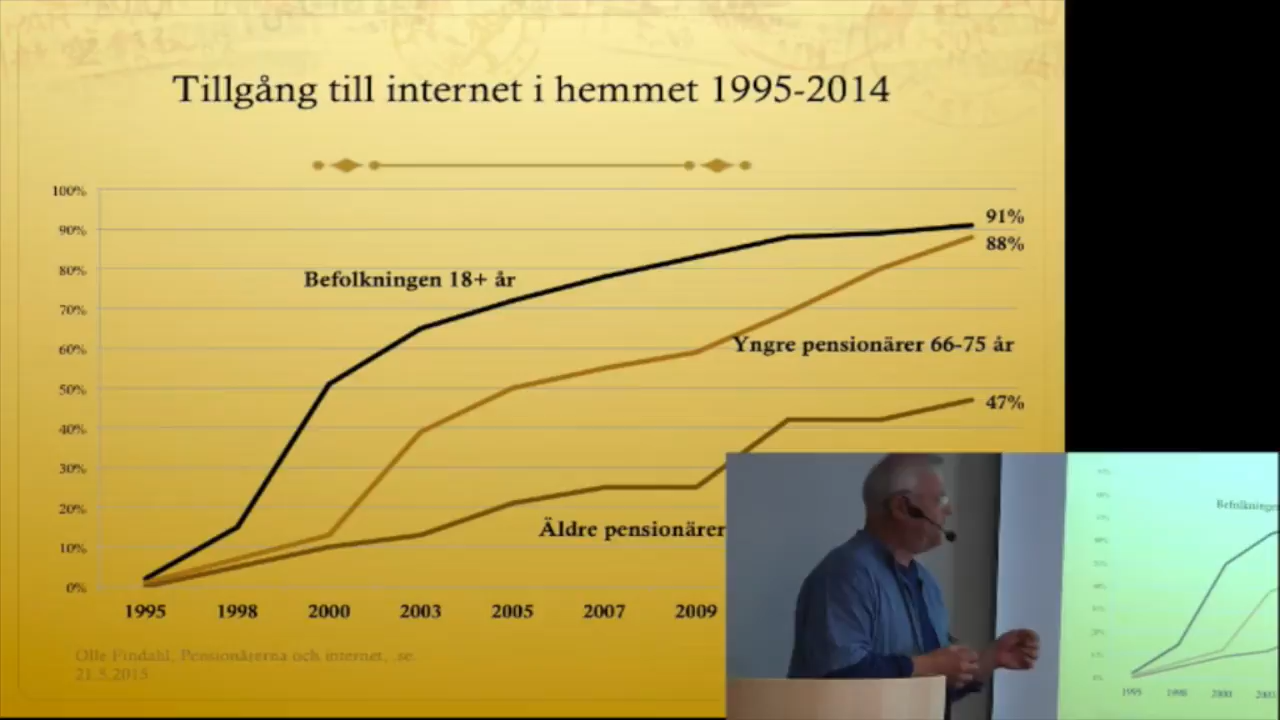 Tillgång till internet i hemmet 1995-2014
100%
90%
80%
70%
60%
50%
40%
30%
20%
10%
0%
91%
88%
47%
Befolkningen 18+ år
Yngre pensionärer 66-75 år
Äldre pensionärer
1995 1998 2000 2003 2005 2007 2009
Olle Findahl, Pensionärerna och internet, .se.
21.5.2015
1995 1998 2000